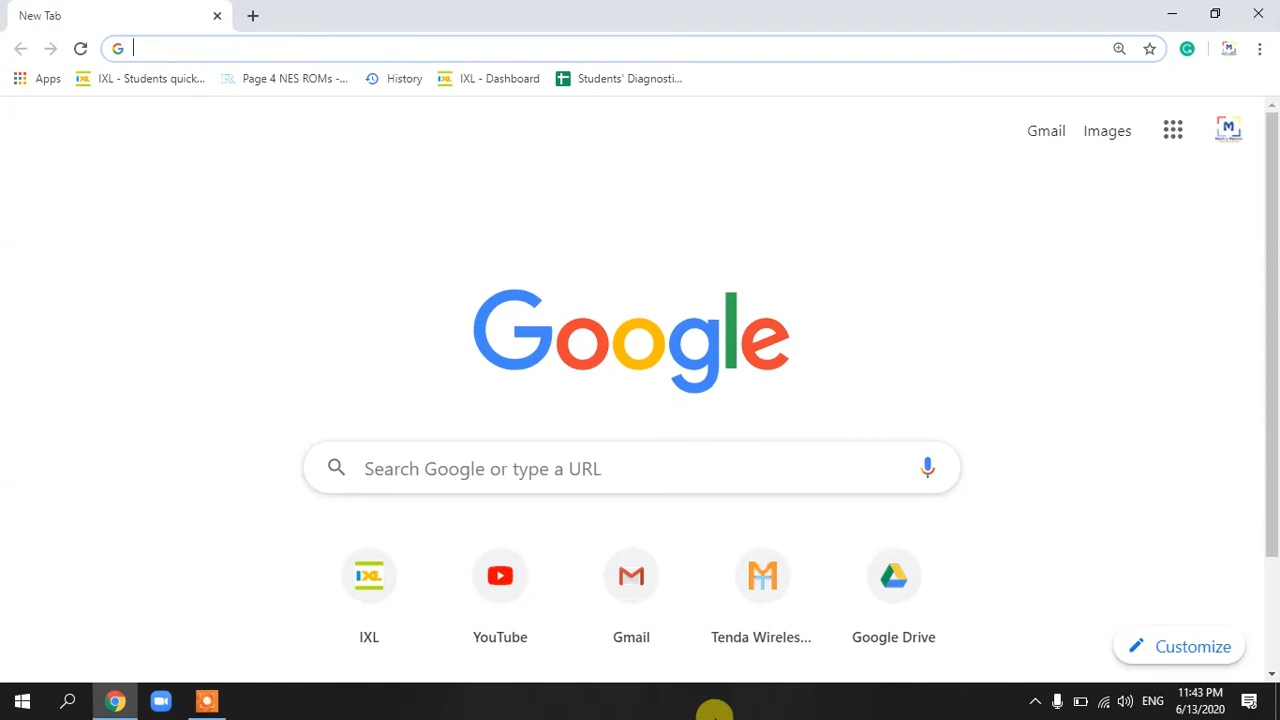 New Tab
Apps
IXL - Students quick...
Page 4 NES ROMs -...
History
IXL - Dashboard
Students' Diagnosti...
Gmail
Images
M
Google
Search Google or type a URL
IXL
IXL
YouTube
Gmail
Tenda Wireles...
Google Drive
Customize
ENG
11:43 PM
6/13/2020